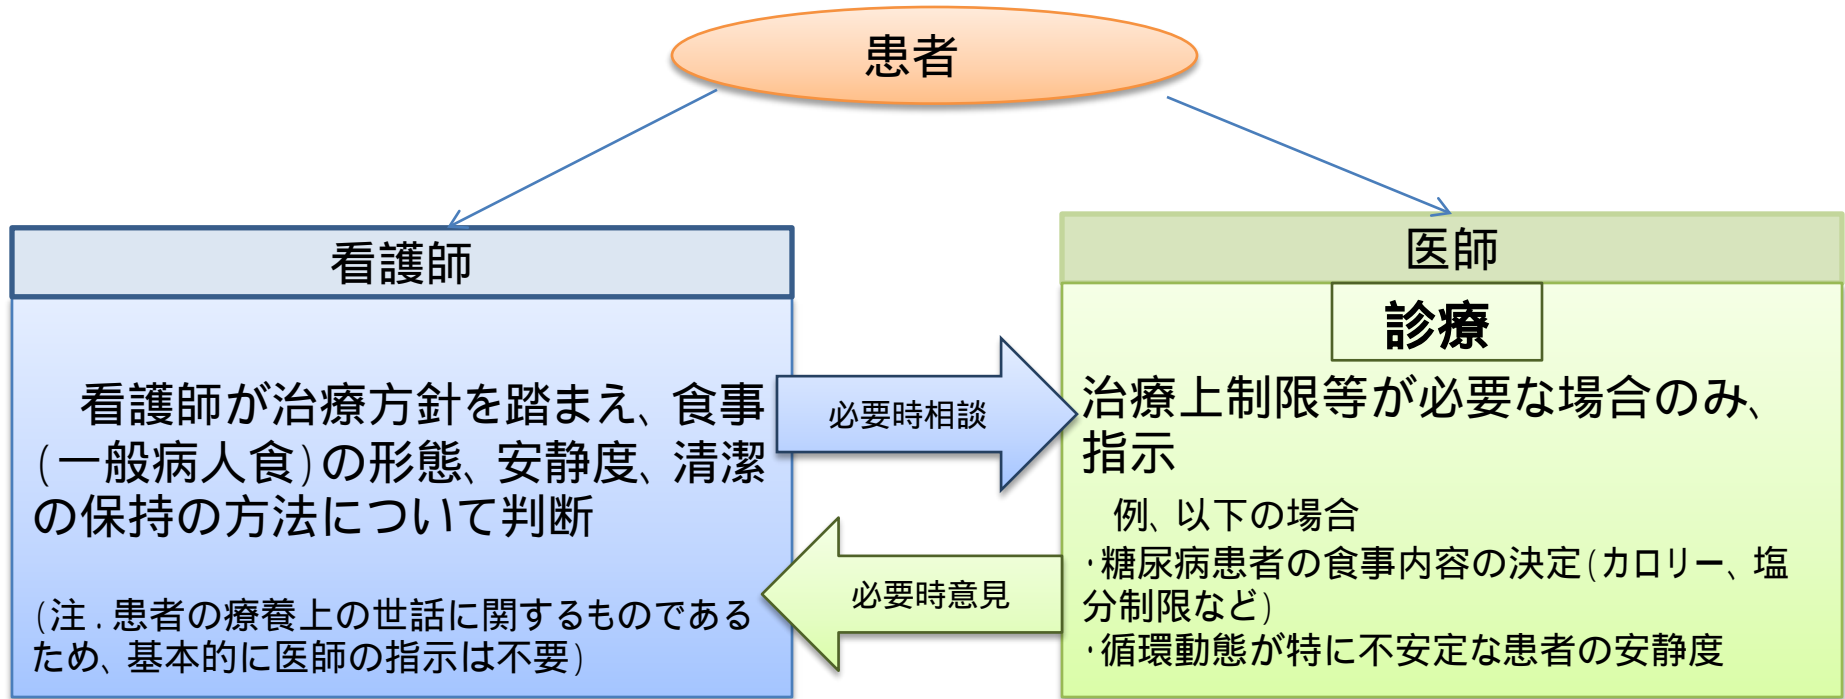 患者
看護師
看護師が治療方針を踏まえ、食事
(一般病人食)の形態、安静度、清潔
の保持の方法について判断
(注.患者の療養上の世話に関するものである
ため、基本的に医師の指示は不要)
必要時相談
必要時意見
医師
診療
治療上制限等が必要な場合のみ、
指示
例、以下の場合
・糖尿病患者の食事内容の決定(カロリー、塩
分制限など)
・循環動態が特に不安定な患者の安静度